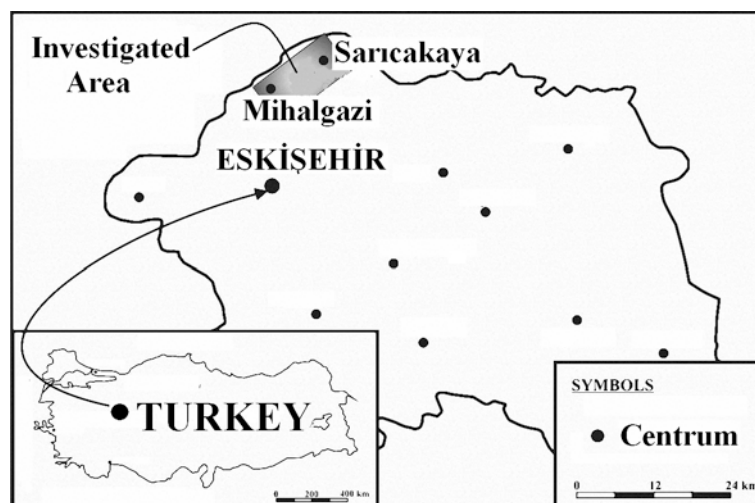 Investigated
Area
Sarıcakaya
Mihalgazi
ESKİŞEHİR
TURKEY
0 200 400 km
SYMBOLS
Centrum
0 12 24 km